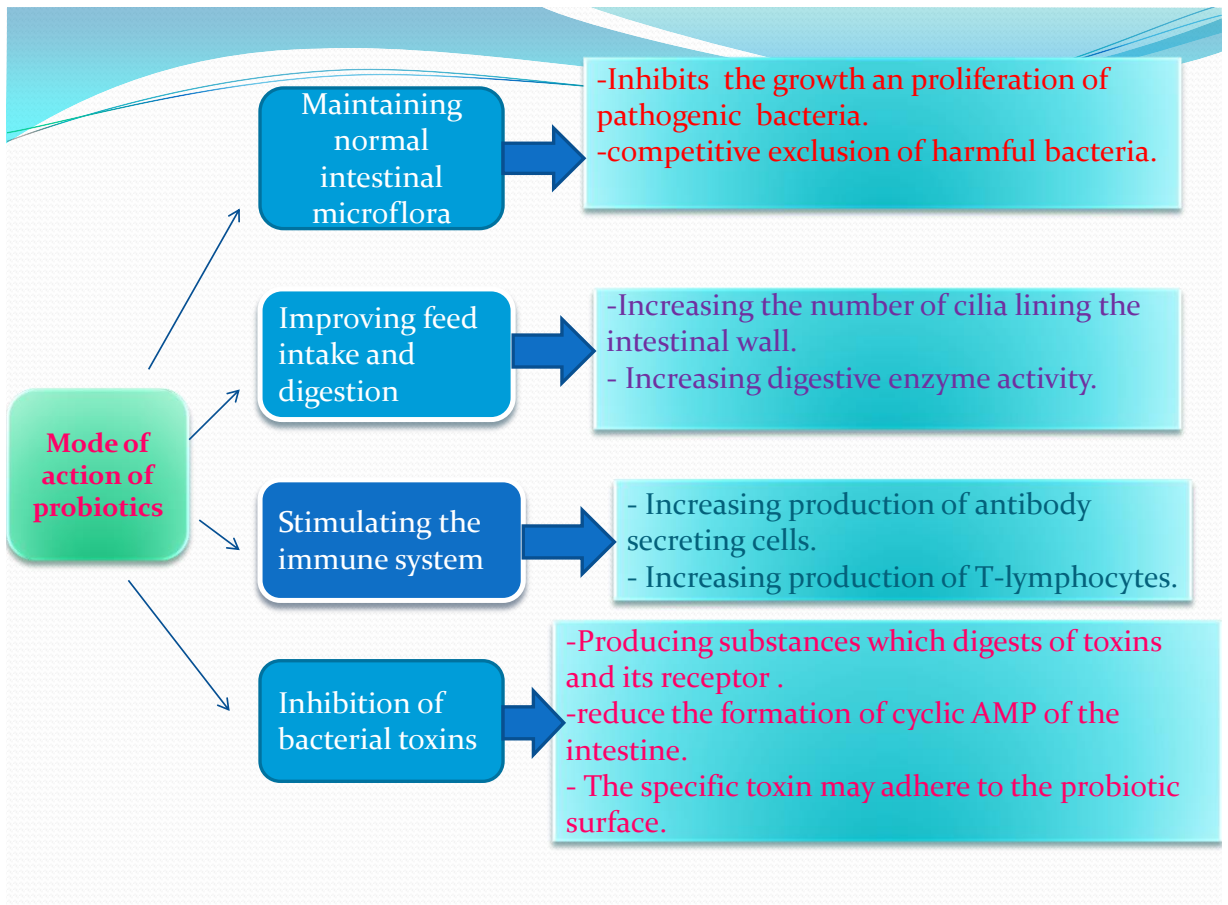 Mode of
action of
probiotics
Maintaining
normal
intestinal
microflora
-Inhibits the growth an proliferation of
pathogenic bacteria.
-competitive exclusion of harmful bacteria.
Improving feed
intake and
digestion
-Increasing the number of cilia lining the
intestinal wall.
- Increasing digestive enzyme activity.
Stimulating the
immune system
- Increasing production of antibody
secreting cells.
- Increasing production of T-lymphocytes.
Inhibition of
bacterial toxins
-Producing substances which digests of toxins
and its receptor .
-reduce the formation of cyclic AMP of the
intestine.
- The specific toxin may adhere to the probiotic
surface.